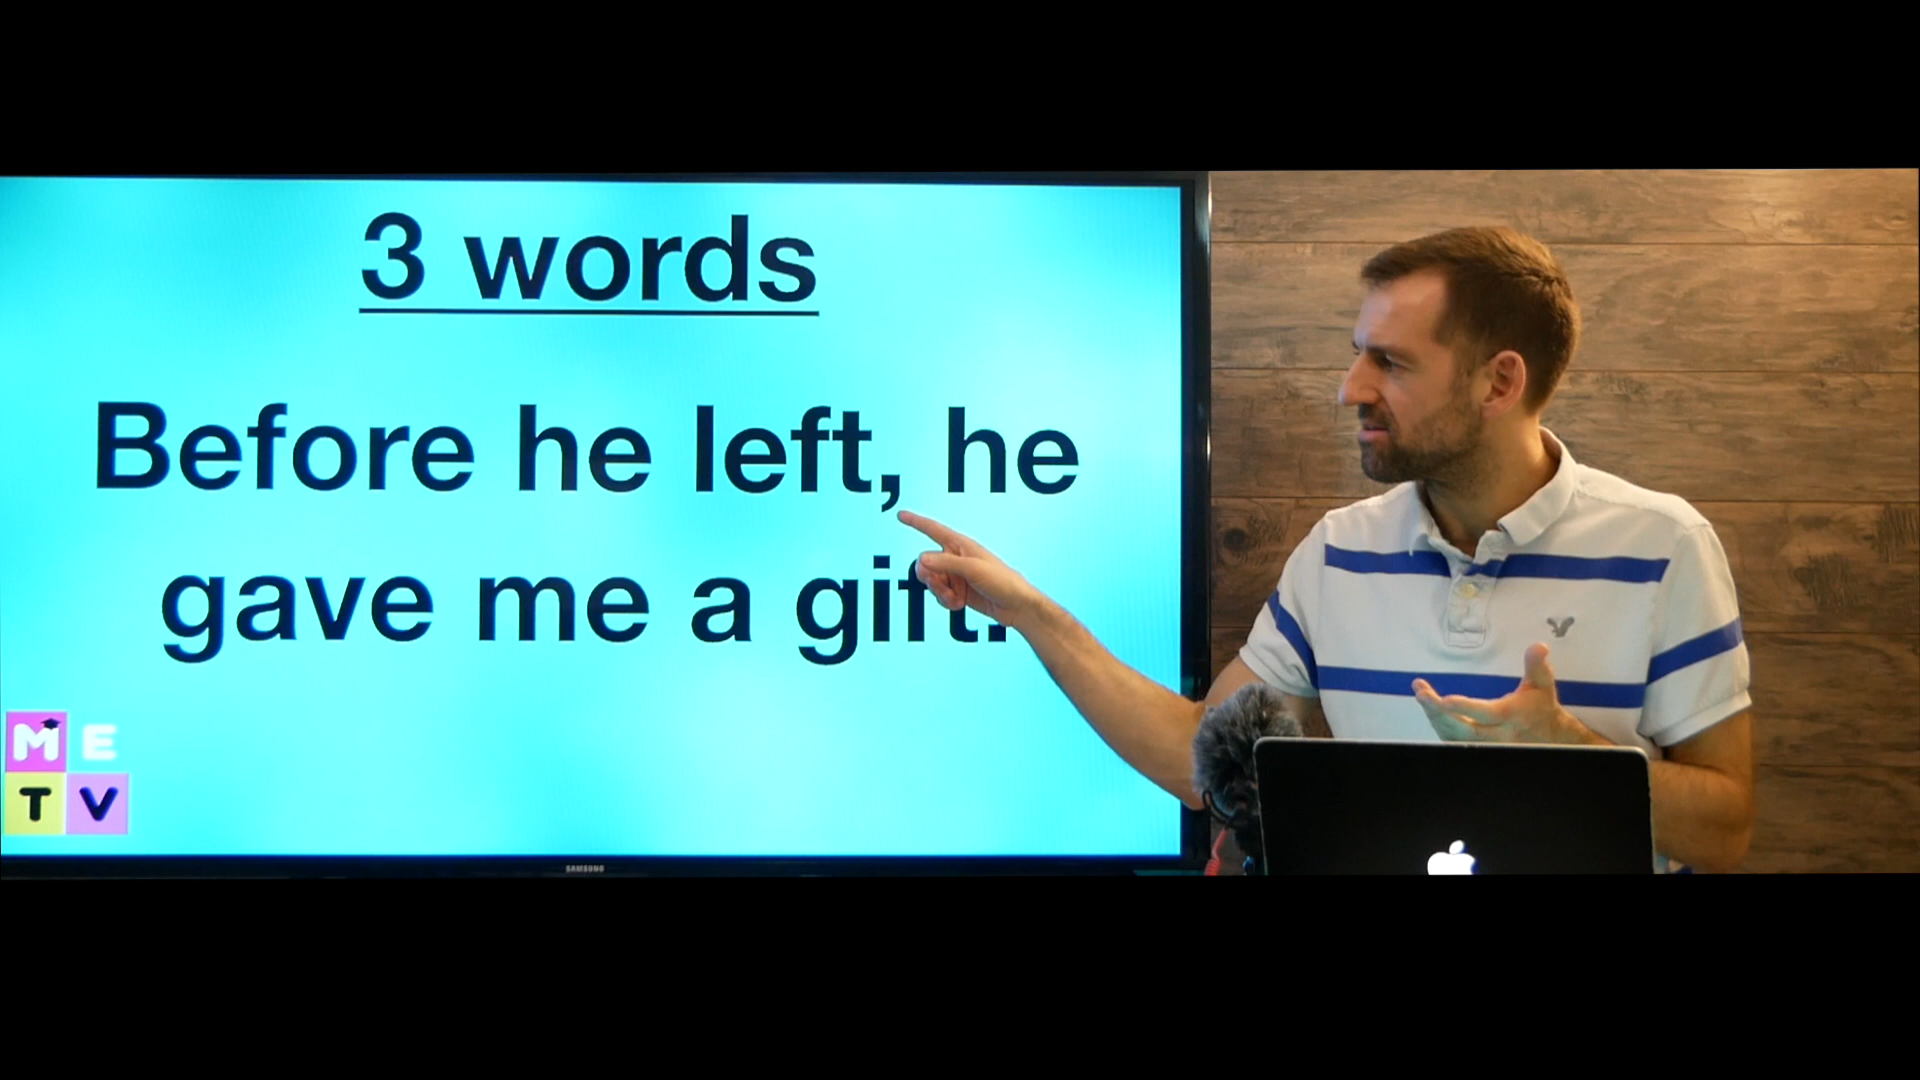 3 words
Before he left, he
gave me a gift.
M E
T V
SAMSUNG